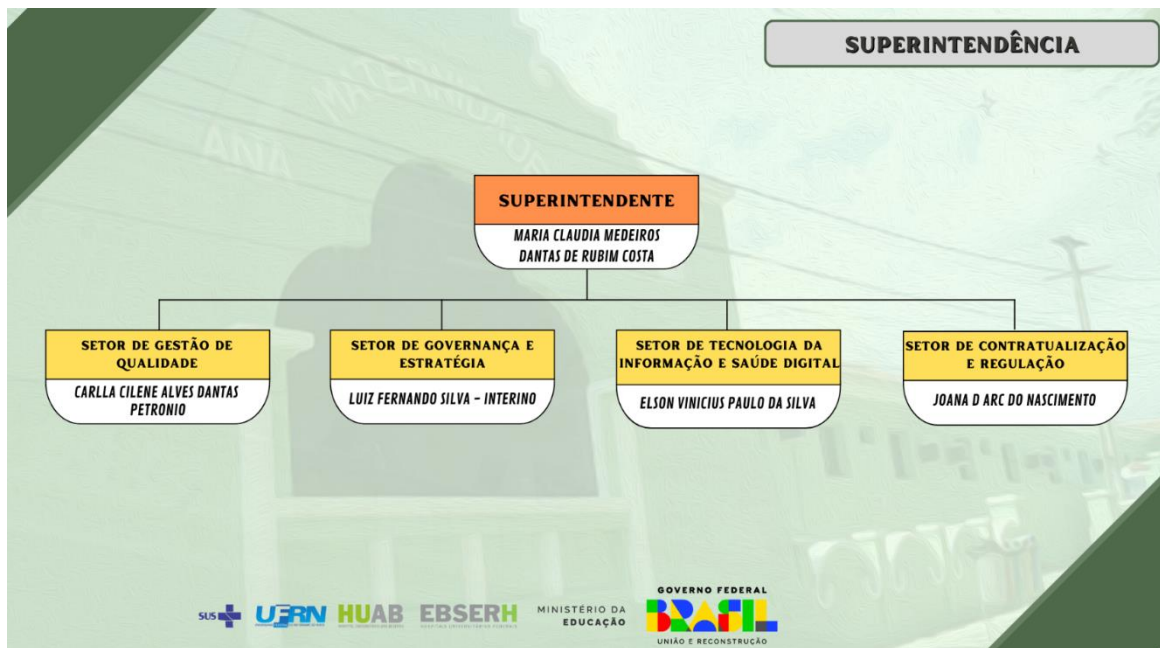 SUPERINTENDÊNCIA
MATERNIDADE
ANA
SUPERINTENDENTE
MARIA CLAUDIA MEDEIROS
DANTAS DE RUBIM COSTA
SETOR DE GESTÃO DE
QUALIDADE
CARLLA CILENE ALVES DANTAS
PETRONIO
SETOR DE GOVERNANÇA E
ESTRATÉGIA
LUIZ FERNANDO SILVA – INTERINO
SETOR DE TECNOLOGIA DA
INFORMAÇÃO E SAÚDE DIGITAL
ELSON VINICIUS PAULO DA SILVA
SETOR DE CONTRATUALIZAÇÃO
E REGULAÇÃO
JOANA D ARC DO NASCIMENTO
SUS
UFRN
HUAB
EBSERH
MINISTÉRIO DA
EDUCAÇÃO
GOVERNO FEDERAL
BRASIL
UNIÃO E RECONSTRUÇÃO